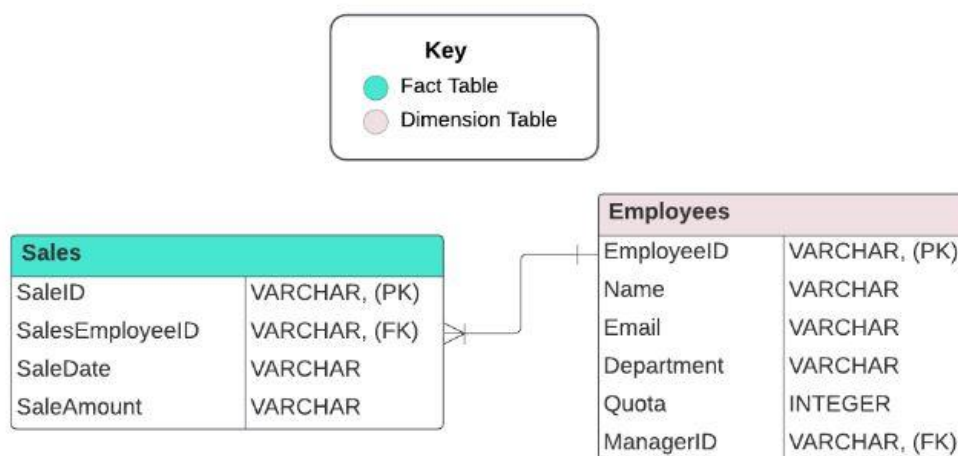 Key
Fact Table
Dimension Table
Sales
SaleID VARCHAR, (PK)
SalesEmployeeID VARCHAR, (FK)
SaleDate VARCHAR
SaleAmount VARCHAR
Employees
EmployeeID VARCHAR, (PK)
Name VARCHAR
Email VARCHAR
Department VARCHAR
Quota INTEGER
ManagerID VARCHAR, (FK)